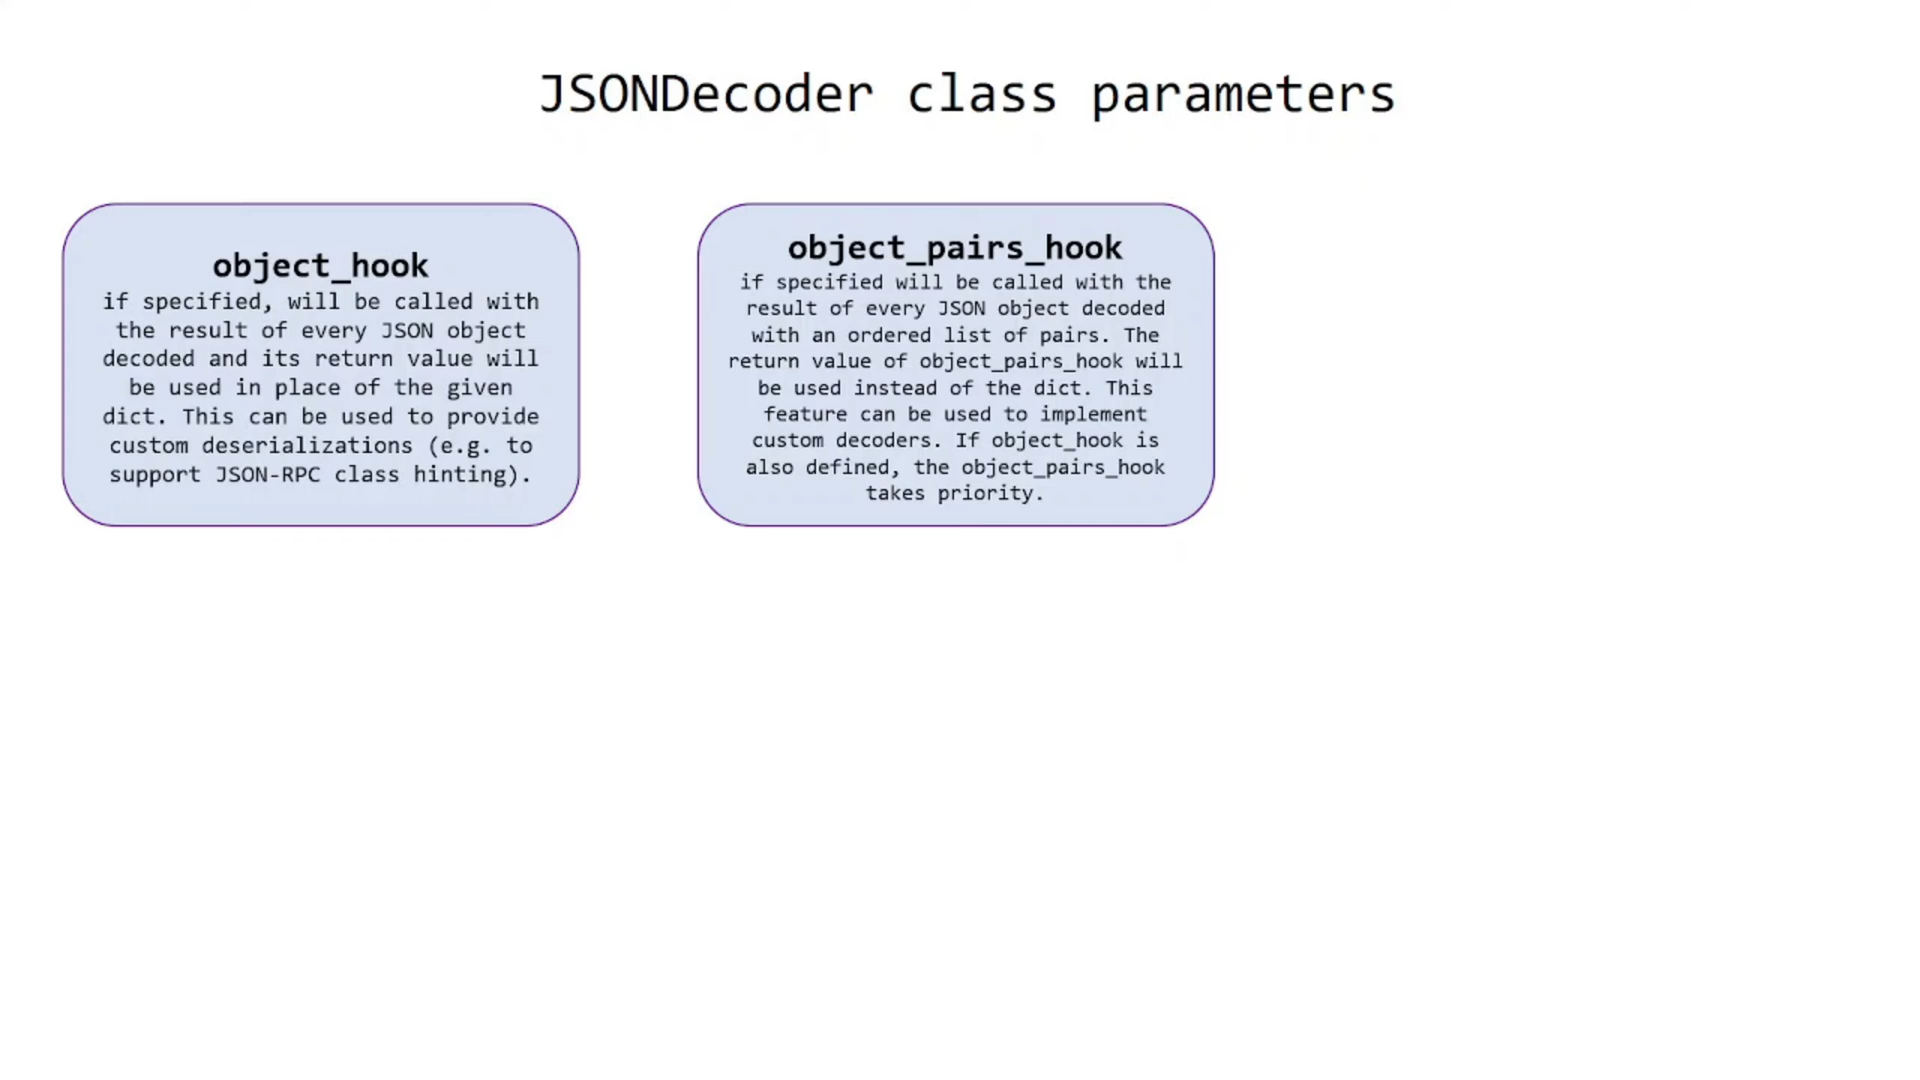 JSONDecoder class parameters
object_hook
if specified, will be called with
the result of every JSON object
decoded and its return value will
be used in place of the given
dict. This can be used to provide
custom deserializations (e.g. to
support JSON-RPC class hinting).
object_pairs_hook
if specified will be called with the
result of every JSON object decoded
with an ordered list of pairs. The
return value of object_pairs_hook will
be used instead of the dict. This
feature can be used to implement
custom decoders. If object_hook is
also defined, the object_pairs_hook
takes priority.